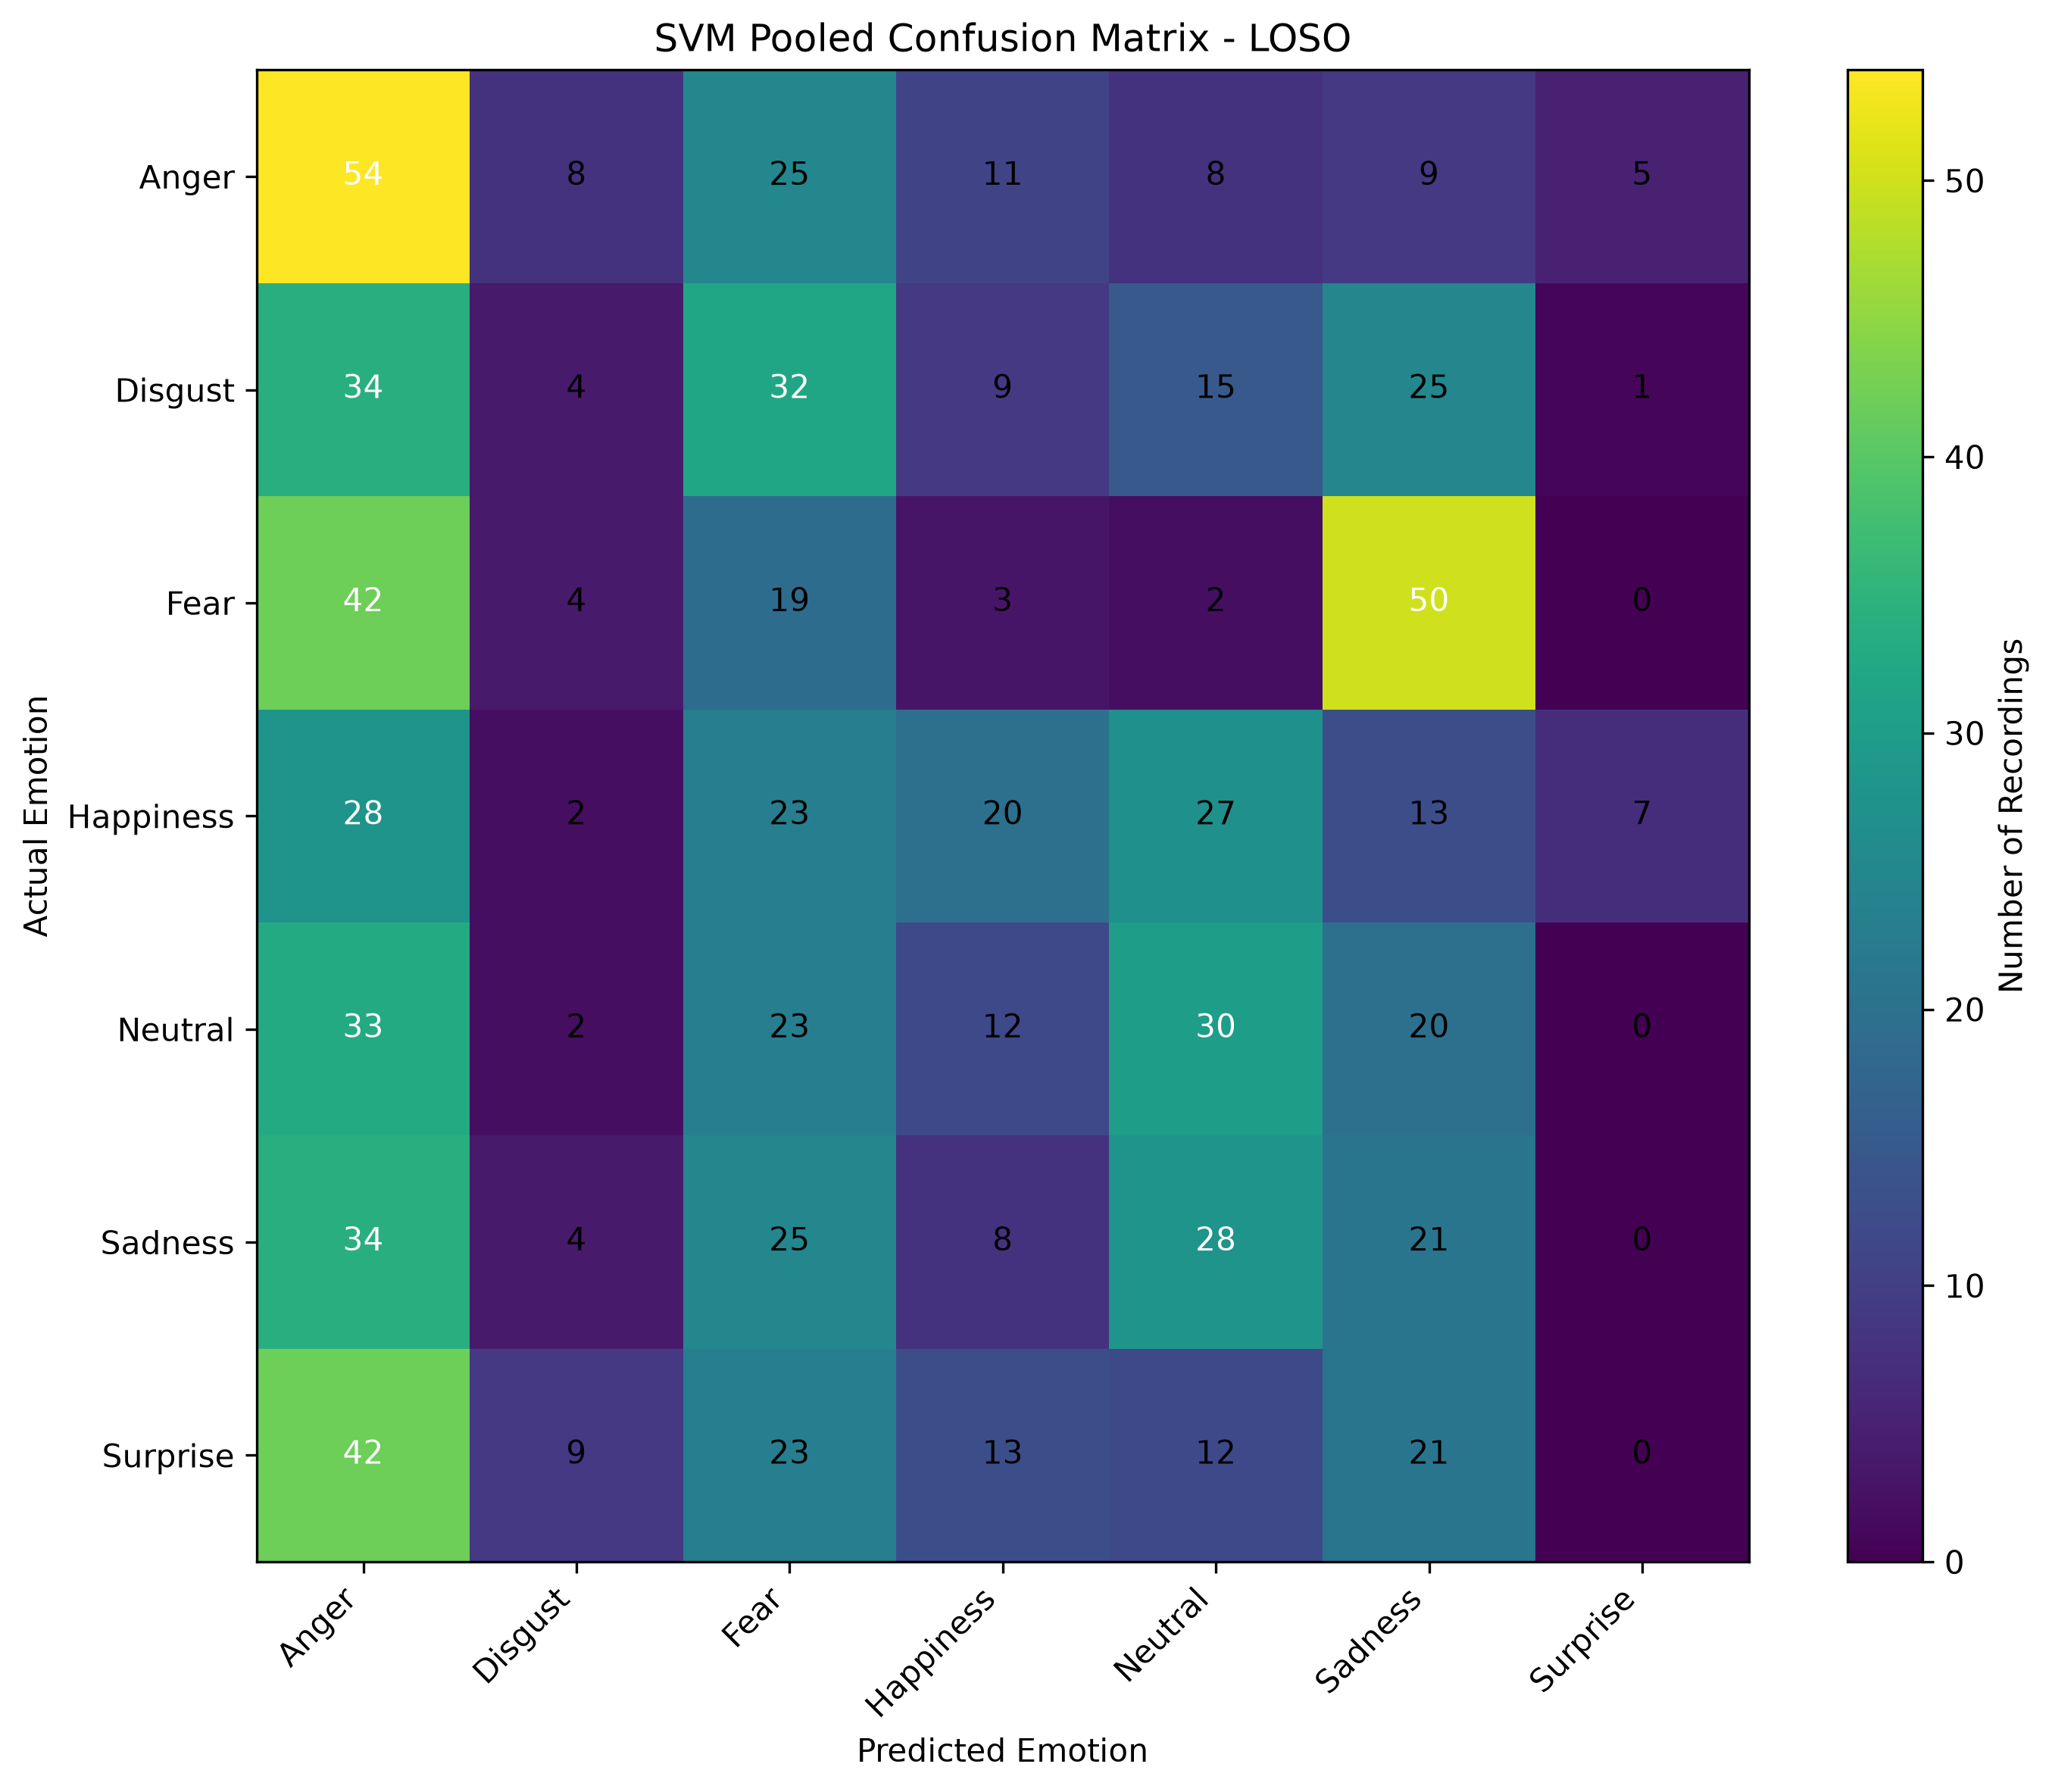 SVM Pooled Confusion Matrix - LOSO
Actual Emotion
Anger 54 8 25 11 8 9 5
Disgust 34 4 32 9 15 25 1
Fear 42 4 19 3 2 50 0
Happiness 28 2 23 20 27 13 7
Neutral 33 2 23 12 30 20 0
Sadness 34 4 25 8 28 21 0
Surprise 42 9 23 13 12 21 0
Anger Disgust Fear Happiness Neutral Sadness Surprise
Predicted Emotion
50
40
30
20
10
0
Number of Recordings